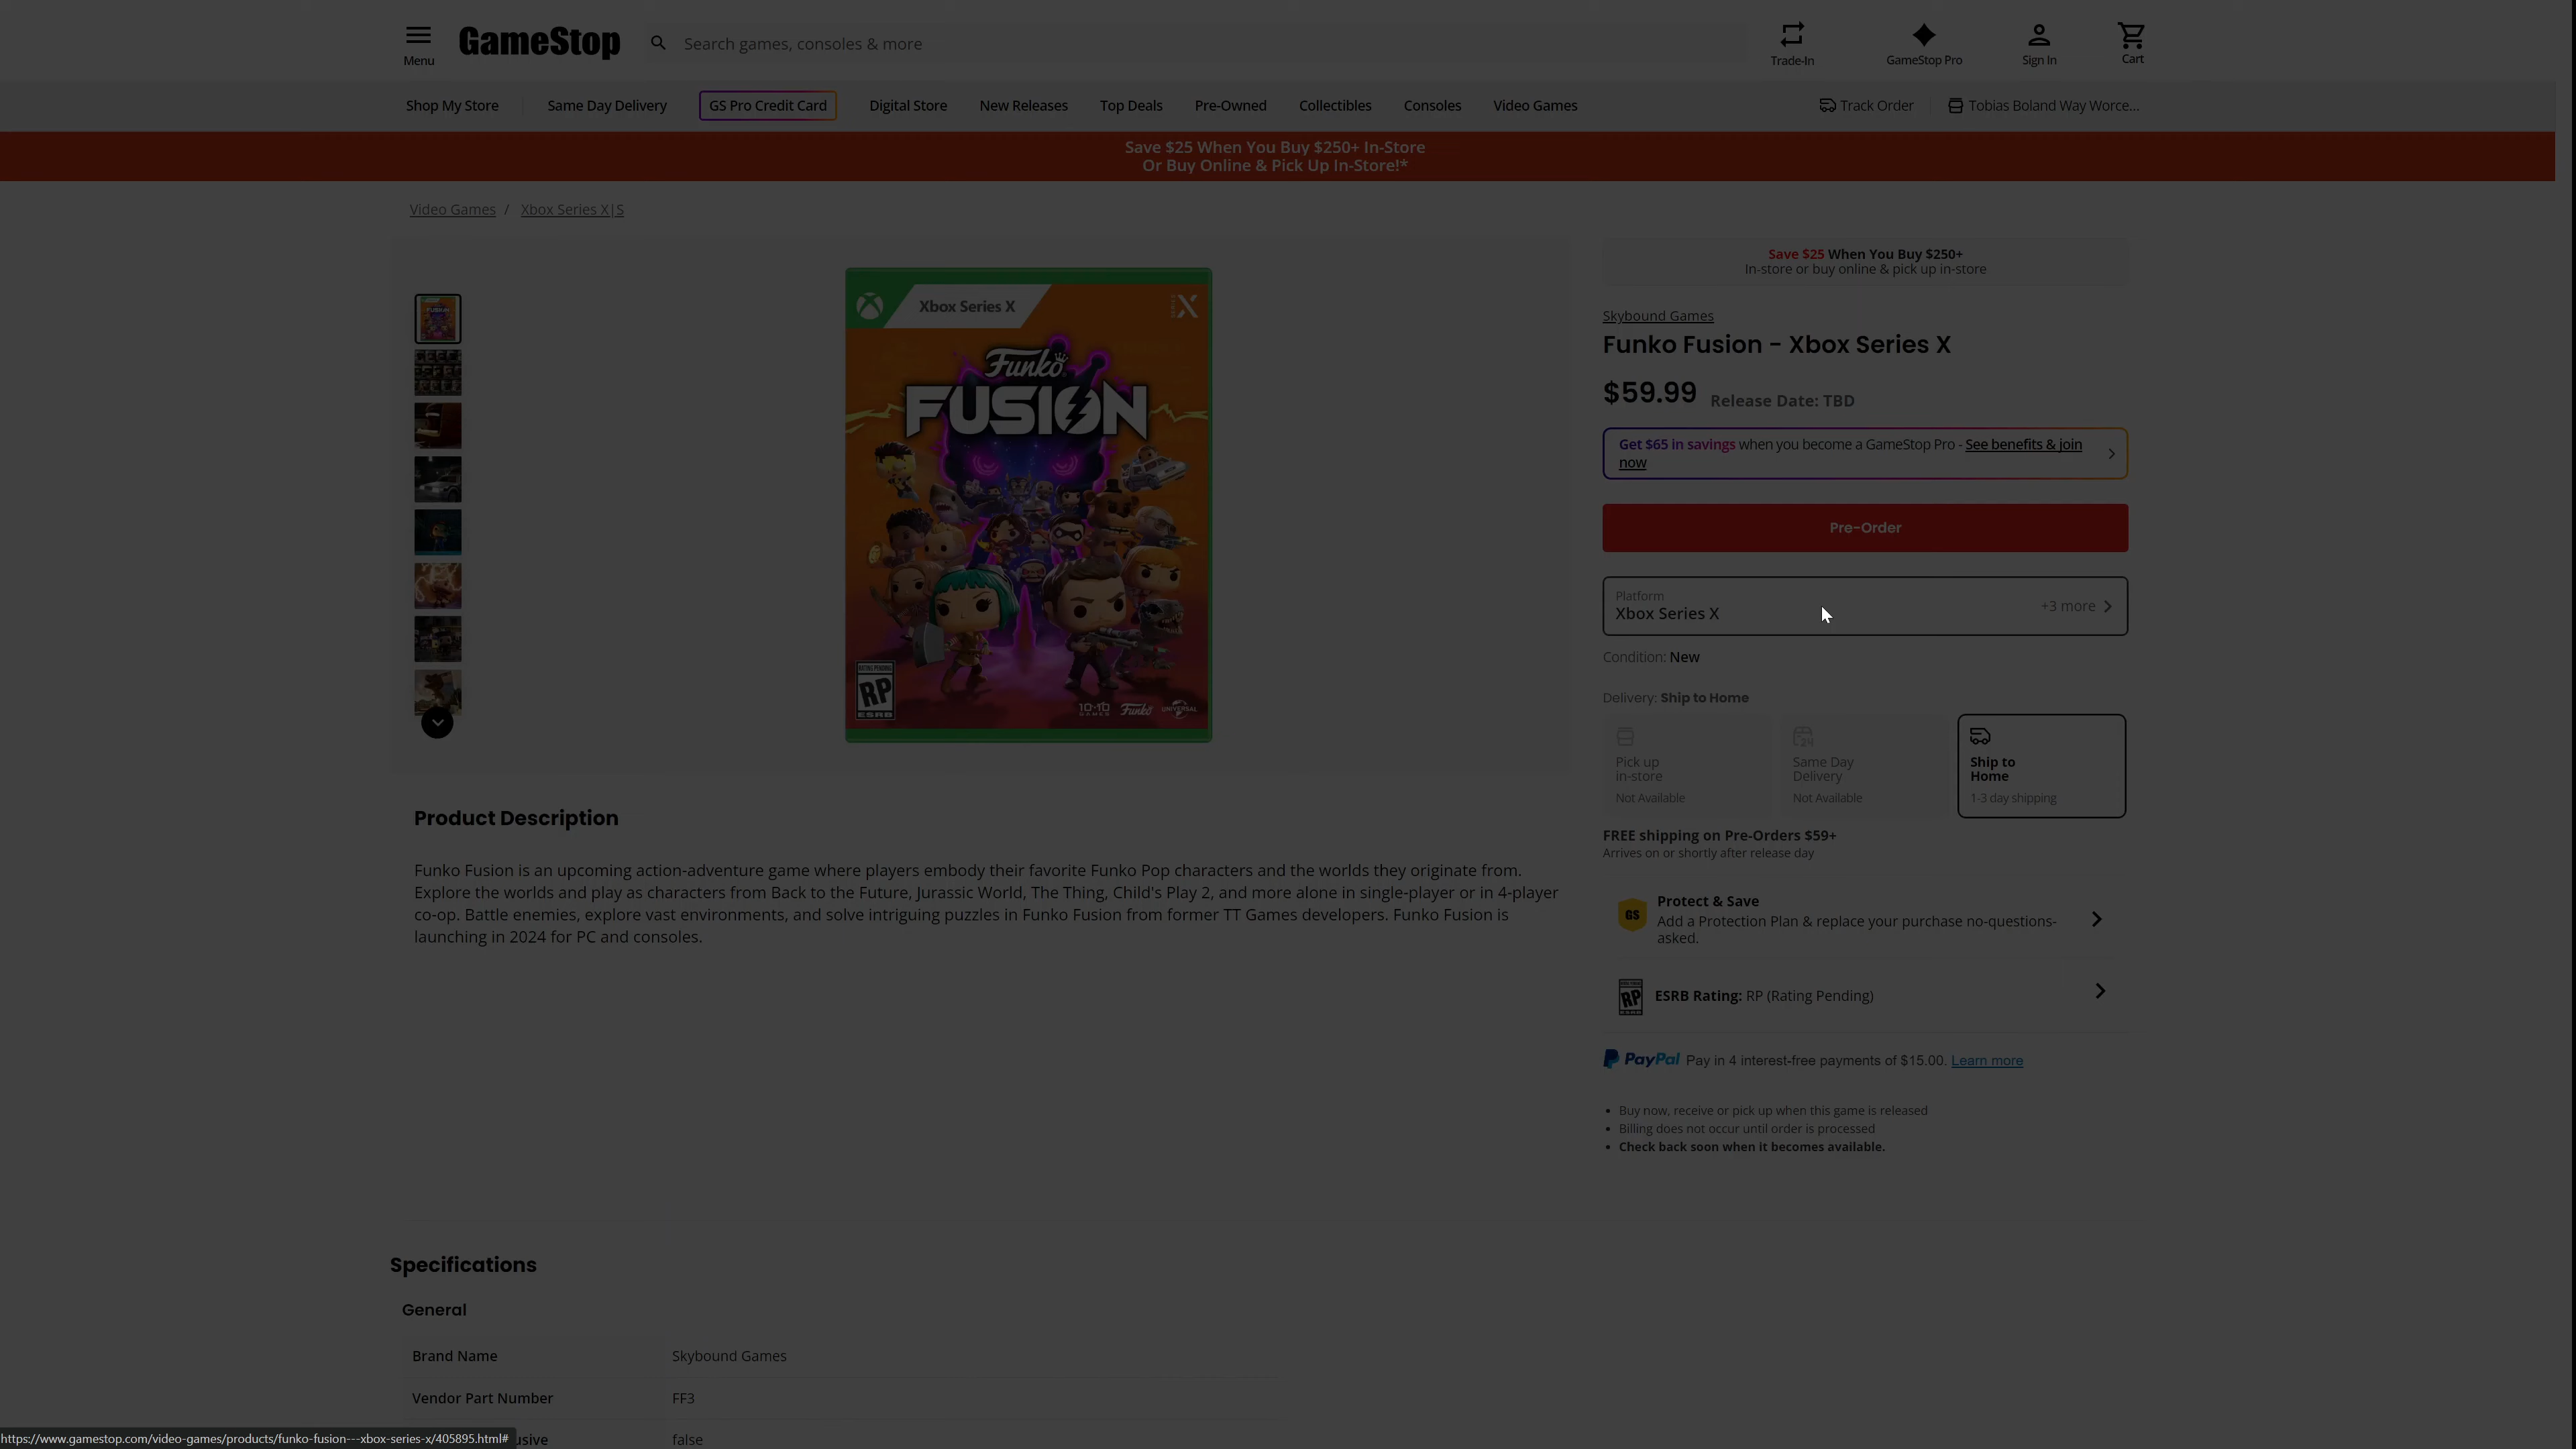 Menu
GameStop
Search games, consoles & more
Trade-In
GameStop Pro
Sign In
Cart
Shop My Store
Same Day Delivery
GS Pro Credit Card
Digital Store
New Releases
Top Deals
Pre-Owned
Collectibles
Consoles
Video Games
Track Order
Tobias Boland Way Worce...
Save $25 When You Buy $250+ In-Store
Or Buy Online & Pick Up In-Store!*
Video Games / Xbox Series X|S
Xbox Series X
SERIES X
Funko
FUSION
RATING PENDING
RP
ESRB
10:10
GAMES
Funko
UNIVERSAL
Save $25 When You Buy $250+
In-store or buy online & pick up in-store
Skybound Games
Funko Fusion - Xbox Series X
$59.99 Release Date: TBD
Get $65 in savings when you become a GameStop Pro - See benefits & join
now
Pre-Order
Platform
Xbox Series X
+3 more
Condition: New
Delivery: Ship to Home
Pick up
in-store
Not Available
24
Same Day
Delivery
Not Available
Ship to
Home
1-3 day shipping
FREE shipping on Pre-Orders $59+
Arrives on or shortly after release day
GS
Protect & Save
Add a Protection Plan & replace your purchase no-questions-
asked.
RP
ESRB Rating: RP (Rating Pending)
PayPal Pay in 4 interest-free payments of $15.00. Learn more
• Buy now, receive or pick up when this game is released
• Billing does not occur until order is processed
• Check back soon when it becomes available.
Product Description
Funko Fusion is an upcoming action-adventure game where players embody their favorite Funko Pop characters and the worlds they originate from.
Explore the worlds and play as characters from Back to the Future, Jurassic World, The Thing, Child's Play 2, and more alone in single-player or in 4-player
co-op. Battle enemies, explore vast environments, and solve intriguing puzzles in Funko Fusion from former TT Games developers. Funko Fusion is
launching in 2024 for PC and consoles.
Specifications
General
Brand Name Skybound Games
Vendor Part Number FF3
usive false
https://www.gamestop.com/video-games/products/funko-fusion---xbox-series-x/405895.html#